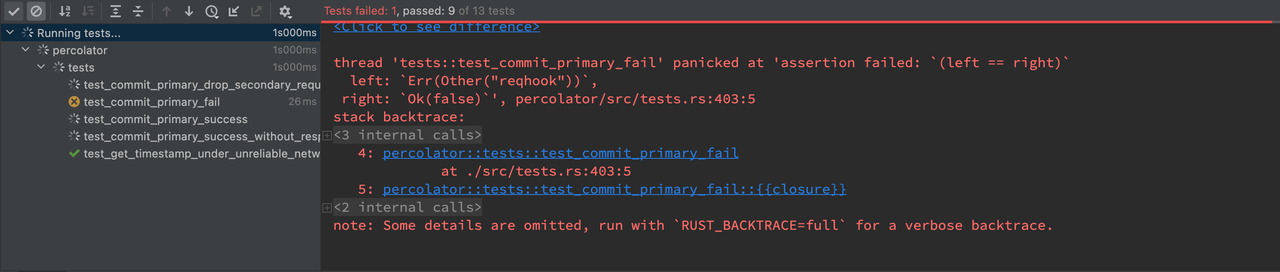 Tests failed: 1, passed: 9 of 13 tests
Running tests... 1s000ms
percolator 1s000ms
tests 1s000ms
test_commit_primary_drop_secondary_requ
test_commit_primary_fail 26 ms
test_commit_primary_success
test_commit_primary_success_without_resp
test_get_timestamp_under_unreliable_netw
<Click to see difference>
thread 'tests::test_commit_primary_fail' panicked at 'assertion failed: `(left == right)`
left: `Err(Other("reqhook"))`,
right: `Ok(false)`', percolator/src/tests.rs:403:5
stack backtrace:
<3 internal calls>
4: percolator::tests::test_commit_primary_fail
at ./src/tests.rs:403:5
5: percolator::tests::test_commit_primary_fail::{{closure}}
<2 internal calls>
note: Some details are omitted, run with `RUST_BACKTRACE=full` for a verbose backtrace.